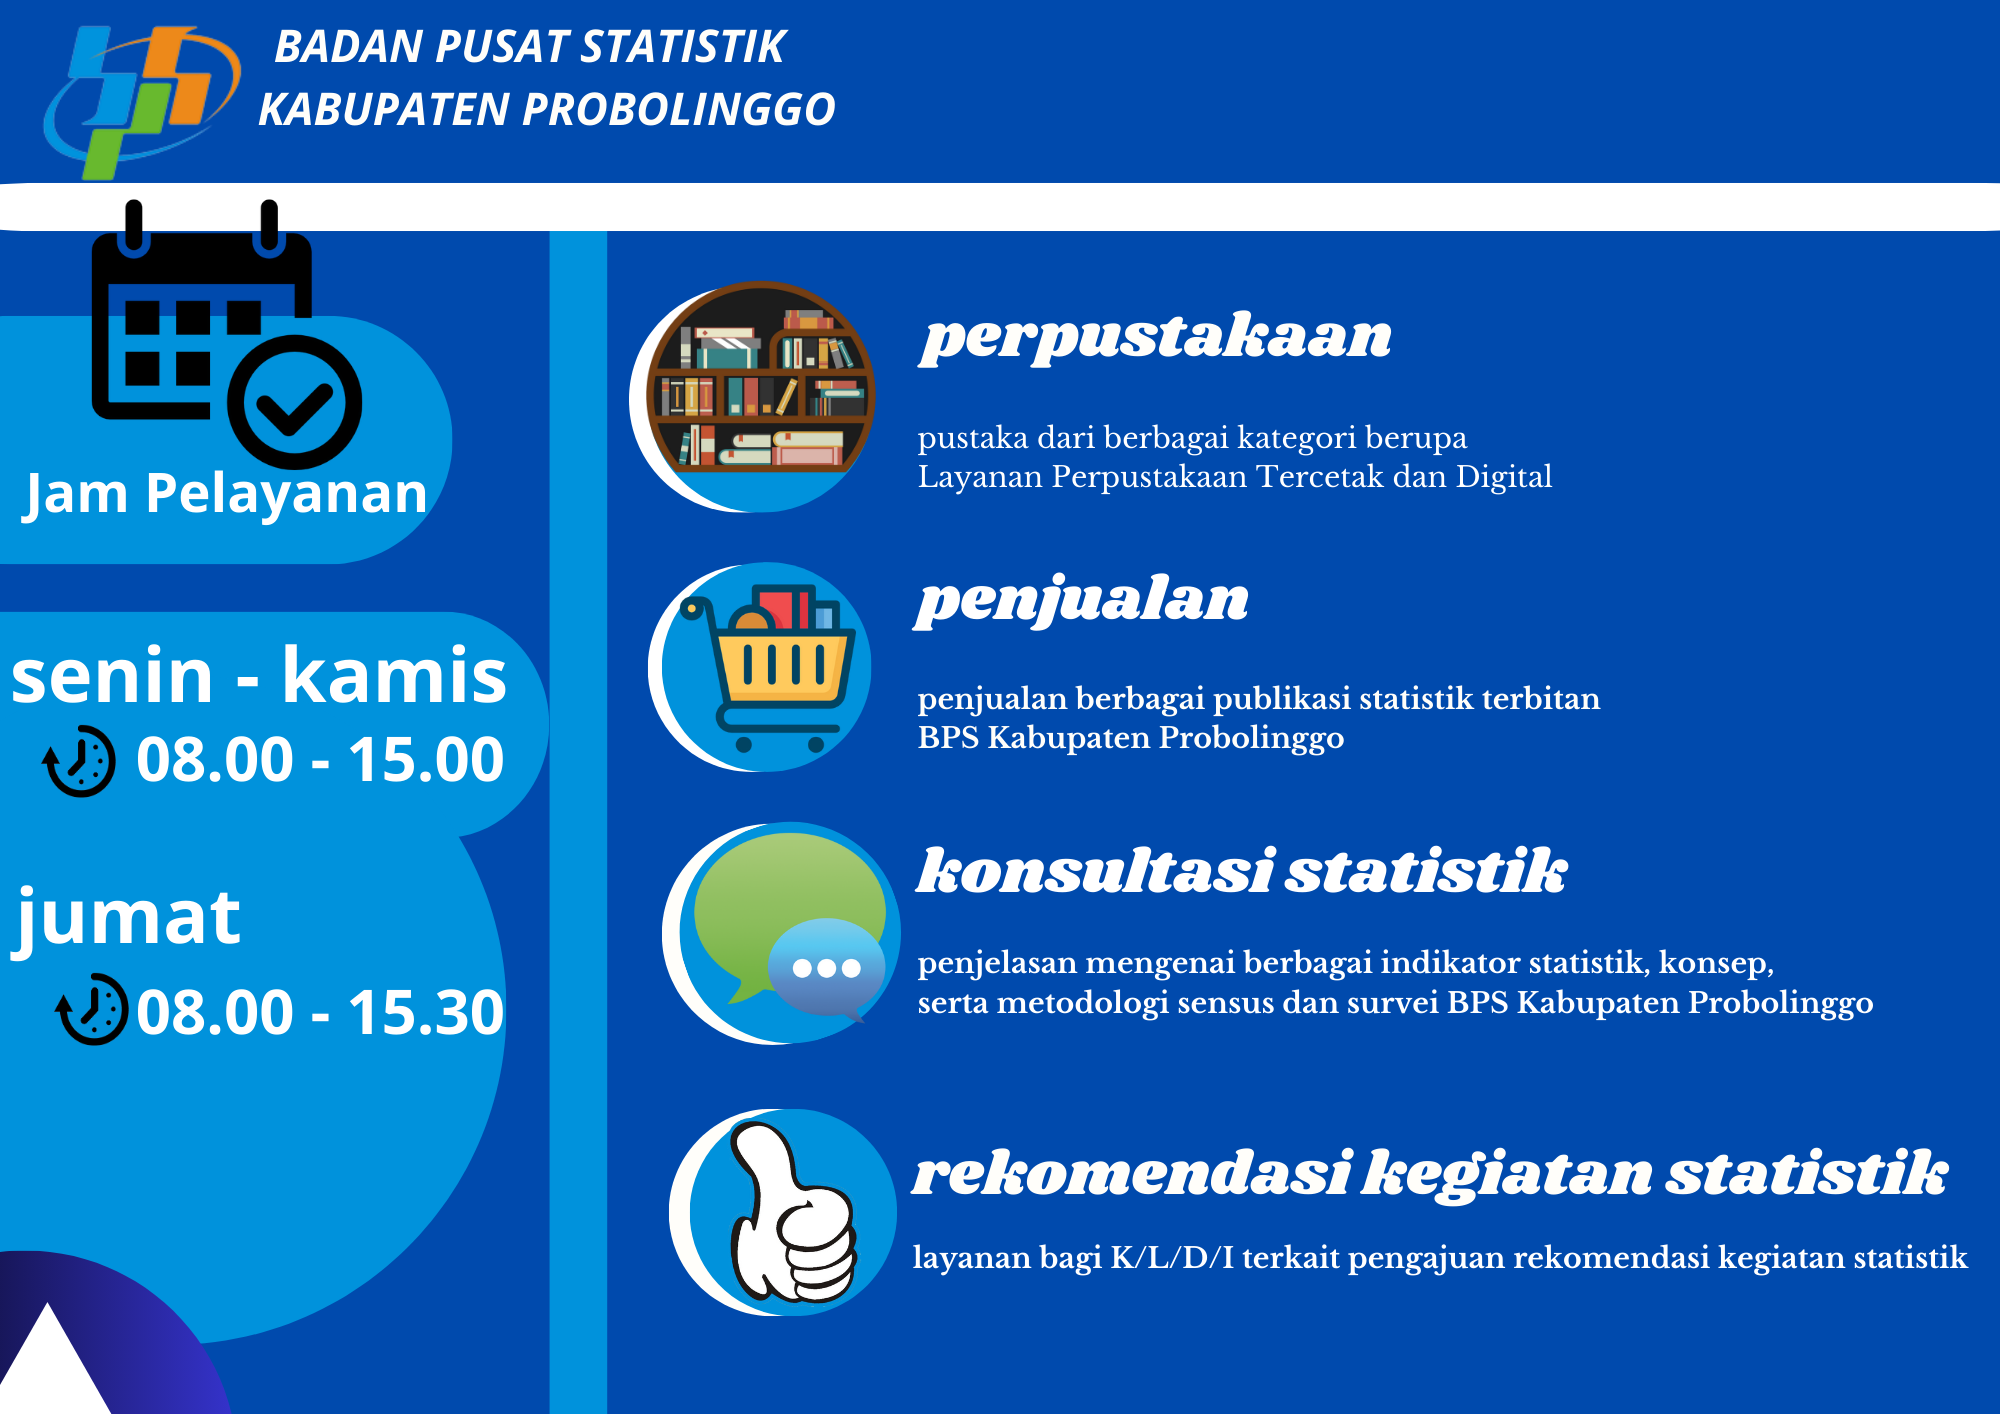 BADAN PUSAT STATISTIK
KABUPATEN PROBOLINGGO
Jam Pelayanan
senin - kamis
08.00 - 15.00
jumat
08.00 - 15.30
perpustakaan
pustaka dari berbagai kategori berupa
Layanan Perpustakaan Tercetak dan Digital
penjualan
penjualan berbagai publikasi statistik terbitan
BPS Kabupaten Probolinggo
konsultasi statistik
penjelasan mengenai berbagai indikator statistik, konsep,
serta metodologi sensus dan survei BPS Kabupaten Probolinggo
rekomendasi kegiatan statistik
layanan bagi K/L/D/I terkait pengajuan rekomendasi kegiatan statistik